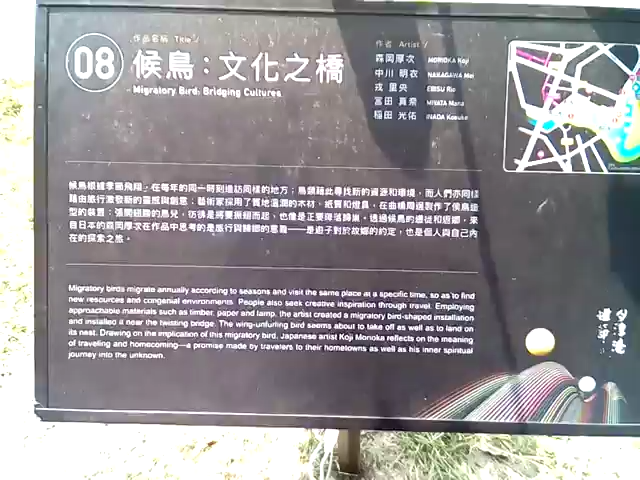 作品名稱 Title /
08 候鳥：文化之橋
Migratory Bird: Bridging Cultures
作者 Artist /
森岡厚次 MORIOKA Koji
中川 明衣 NAKAGAWA Mei
戎 里央 EBISU Rio
宮田 真奈 MIYATA Mana
稲田 光佑 INADA Kosuke
候鳥根據季節飛翔，在每年的同一時刻造訪同樣的地方；鳥類藉此尋找新的資源和環境，而人們亦同樣
藉由旅行激發新的靈感與創意。藝術家採用了質地溫潤的木材、紙質和燈具，在曲橋周邊製作了候鳥造
型的裝置：張開翅膀的鳥兒，彷彿是將要振翅而起、也像是正要降落歸巢。透過候鳥的遷徙和返鄉，來
自日本的森岡厚次在作品中思考的是旅行與歸鄉的意義——是遊子對於故鄉的約定，也是個人與自己內
在的探索之旅。
Migratory birds migrate annually according to seasons and visit the same place at a specific time, so as to find
new resources and congenial environments. People also seek creative inspiration through travel. Employing
approachable materials such as timber, paper and lamp, the artist created a migratory bird-shaped installation
and installed it near the twisting bridge. The wing-unfurling bird seems about to take off as well as to land on
its nest. Drawing on the implication of this migratory bird, Japanese artist Koji Morioka reflects on the meaning
of traveling and homecoming—a promise made by travelers to their hometowns as well as his inner spiritual
journey into the unknown.